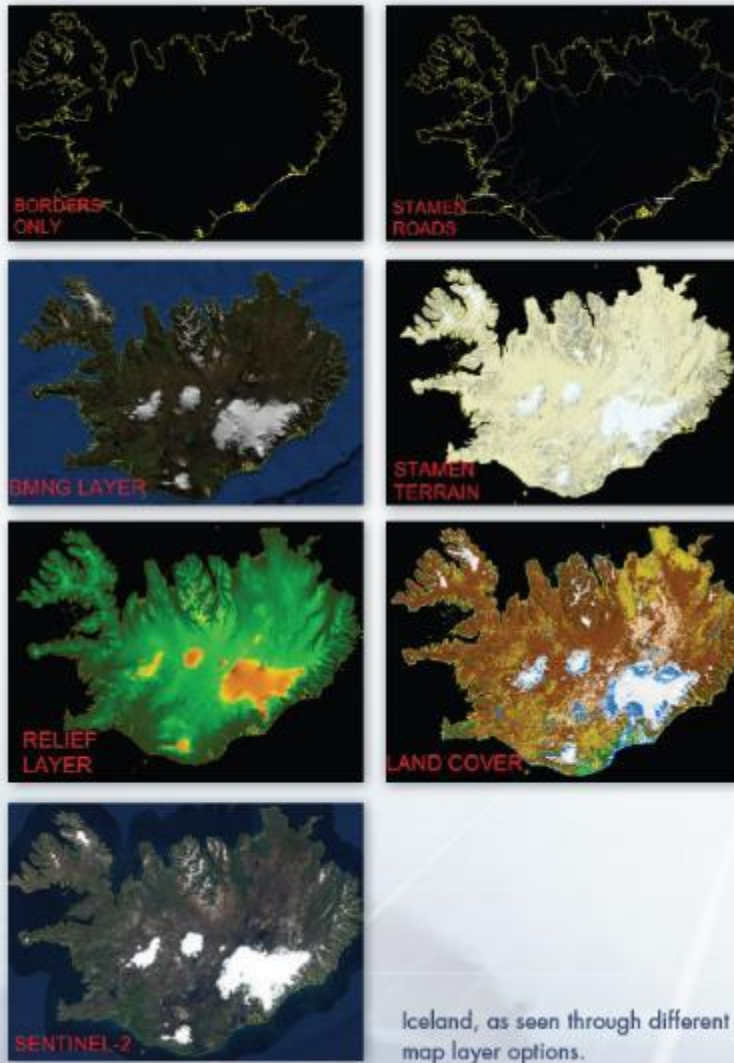 BORDERS
ONLY
STAMEN
ROADS
BMNG LAYER
STAMEN
TERRAIN
RELIEF
LAYER
LAND COVER
SENTINEL-2
Iceland, as seen through different
map layer options.